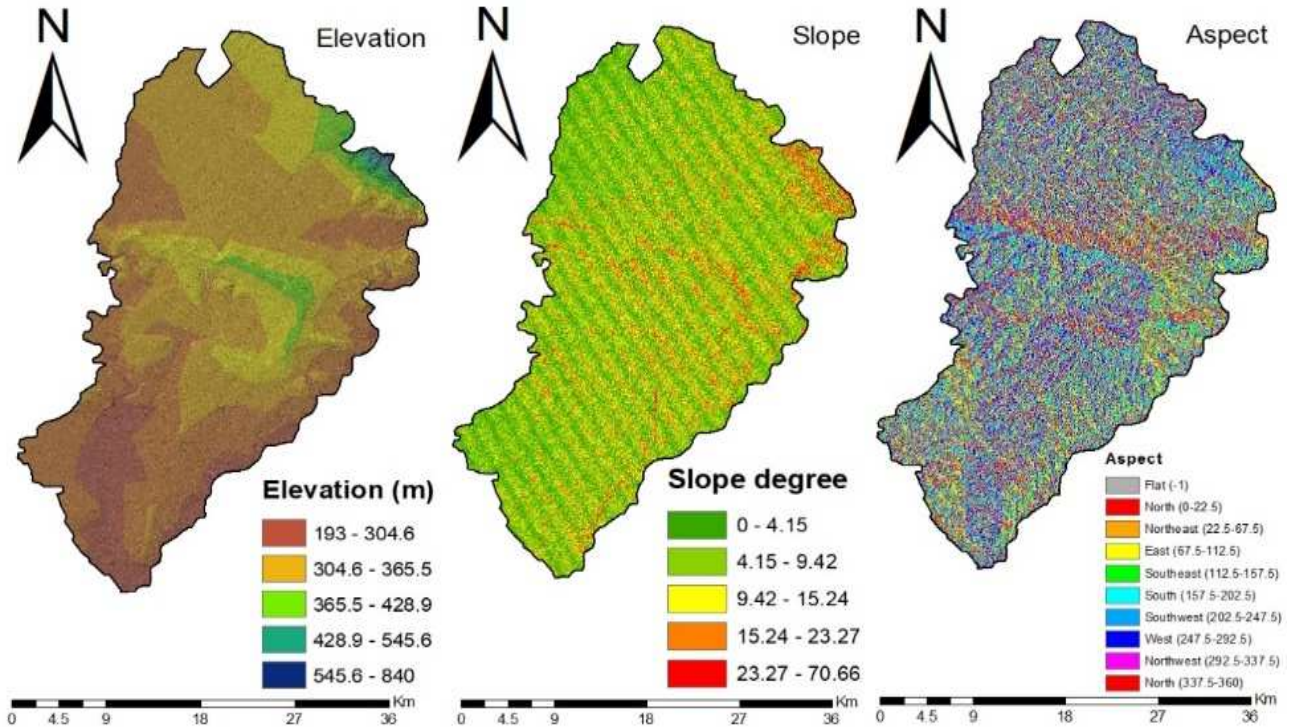 N
Elevation
Elevation (m)
193 - 304.6
304.6 - 365.5
365.5 - 428.9
428.9 - 545.6
545.6 - 840
Km
0 4.5 9 18 27 36
N
Slope
Slope degree
0 - 4.15
4.15 - 9.42
9.42 - 15.24
15.24 - 23.27
23.27 - 70.66
Km
0 4.5 9 18 27 36
N
Aspect
Aspect
Flat (-1)
North (0-22.5)
Northeast (22.5-67.5)
East (67.5-112.5)
Southeast (112.5-157.5)
South (157.5-202.5)
Southwest (202.5-247.5)
West (247.5-292.5)
Northwest (292.5-337.5)
North (337.5-360)
Km
0 4.5 9 18 27 36